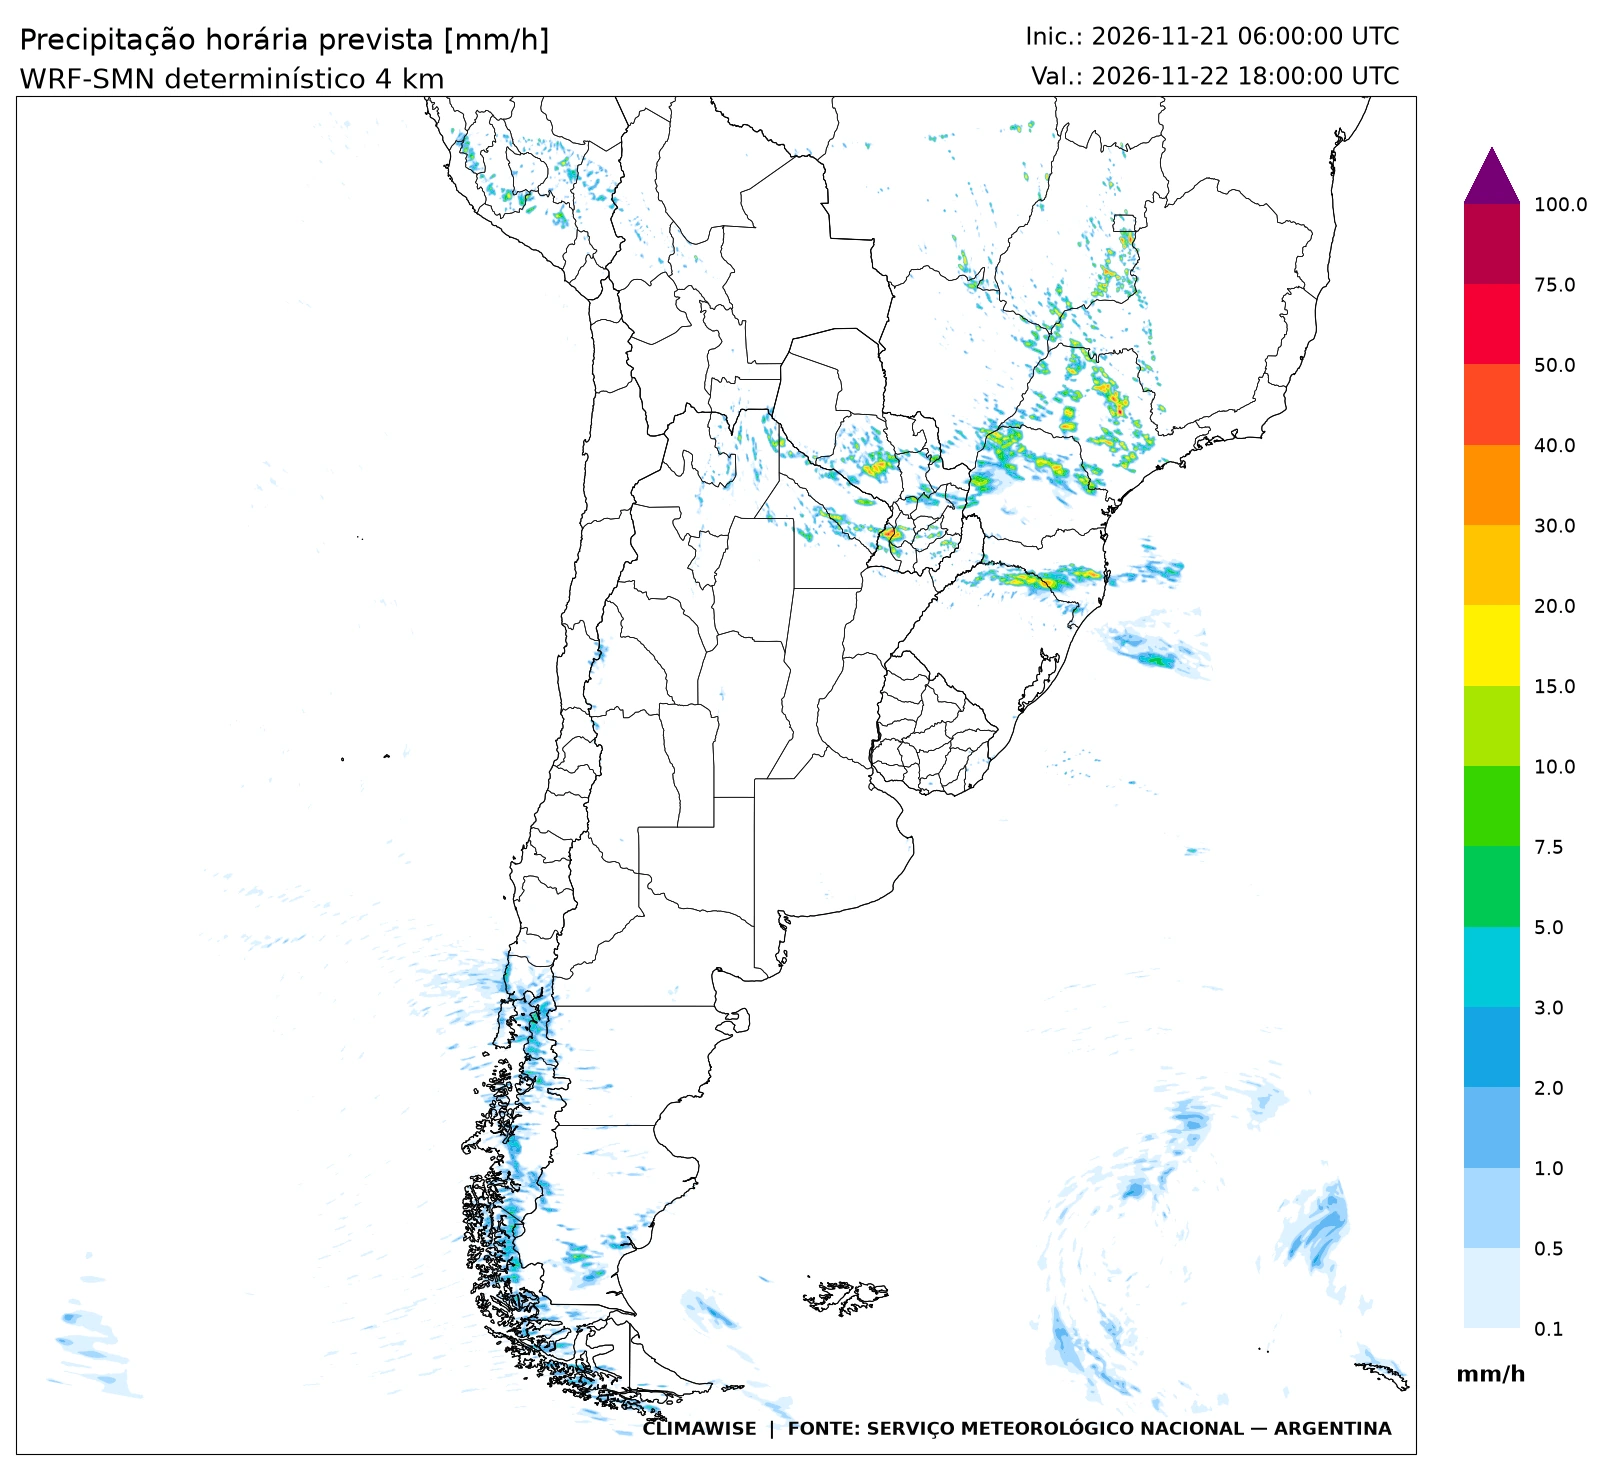 Precipitação horária prevista [mm/h]
WRF-SMN determinístico 4 km
Inic.: 2026-11-21 06:00:00 UTC
Val.: 2026-11-22 18:00:00 UTC
100.0
75.0
50.0
40.0
30.0
20.0
15.0
10.0
7.5
5.0
3.0
2.0
1.0
0.5
0.1
mm/h
CLIMAWISE | FONTE: SERVIÇO METEOROLÓGICO NACIONAL — ARGENTINA